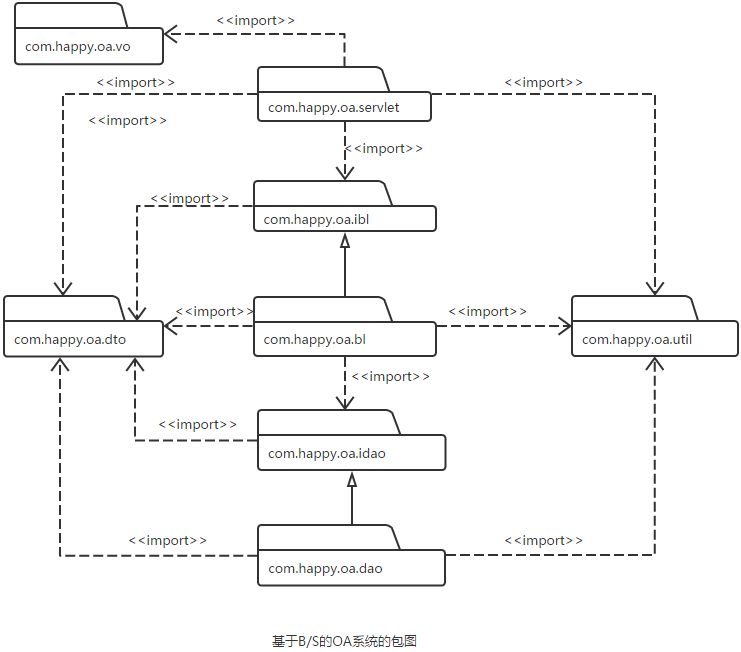 <<import>>
com.happy.oa.vo
<<import>>
<<import>>
com.happy.oa.servlet
<<import>>
<<import>>
<<import>>
com.happy.oa.ibl
<<import>>
<<import>>
com.happy.oa.dto
com.happy.oa.bl
com.happy.oa.util
<<import>>
<<import>>
com.happy.oa.idao
<<import>>
<<import>>
com.happy.oa.dao
基于B/S的OA系统的包图